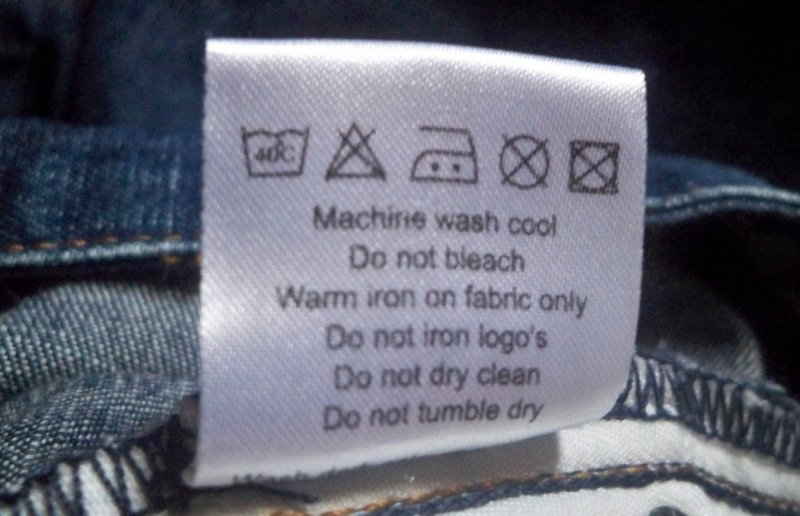 40C
Machine wash cool
Do not bleach
Warm iron on fabric only
Do not iron logo's
Do not dry clean
Do not tumble dry